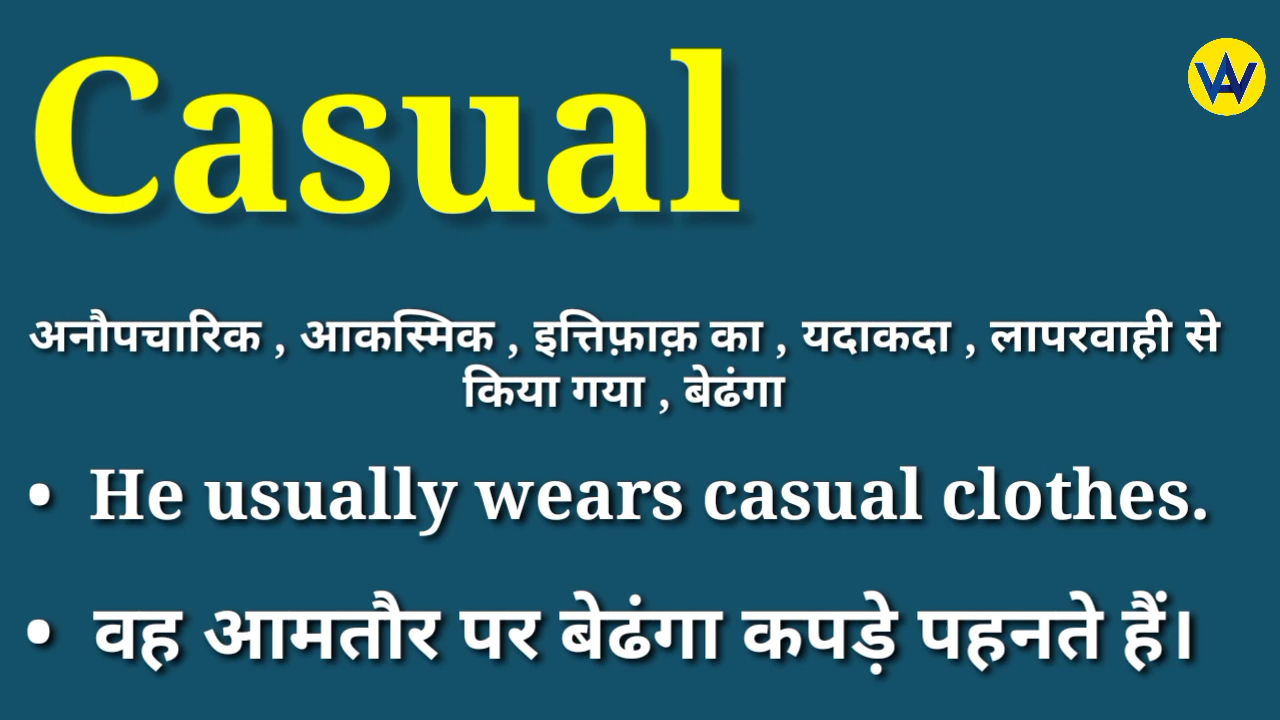 Casual
अनौपचारिक , आकस्मिक , इत्तिफ़ाक़ का , यदाकदा , लापरवाही से
किया गया , बेढंगा
• He usually wears casual clothes.
• वह आमतौर पर बेढंगा कपड़े पहनते हैं।